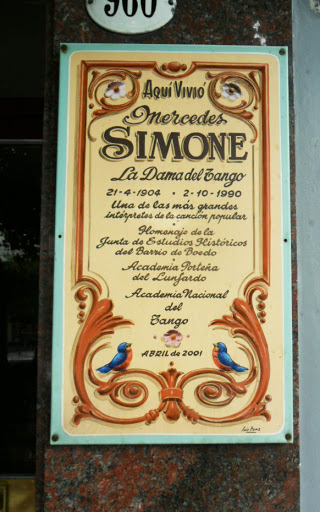 960
Aquí Vivio
Mercedes
SIMONE
La Dama del Tango
21-4-1904 • 2-10-1990
Una de las más grandes
intérpretes de la canción popular
Homenaje de la
Junta de Estudios Históricos
del Barrio de Boedo
Academia Porteña
del Lunfardo
Academia Nacional
del
Tango
ABRIL de 2001